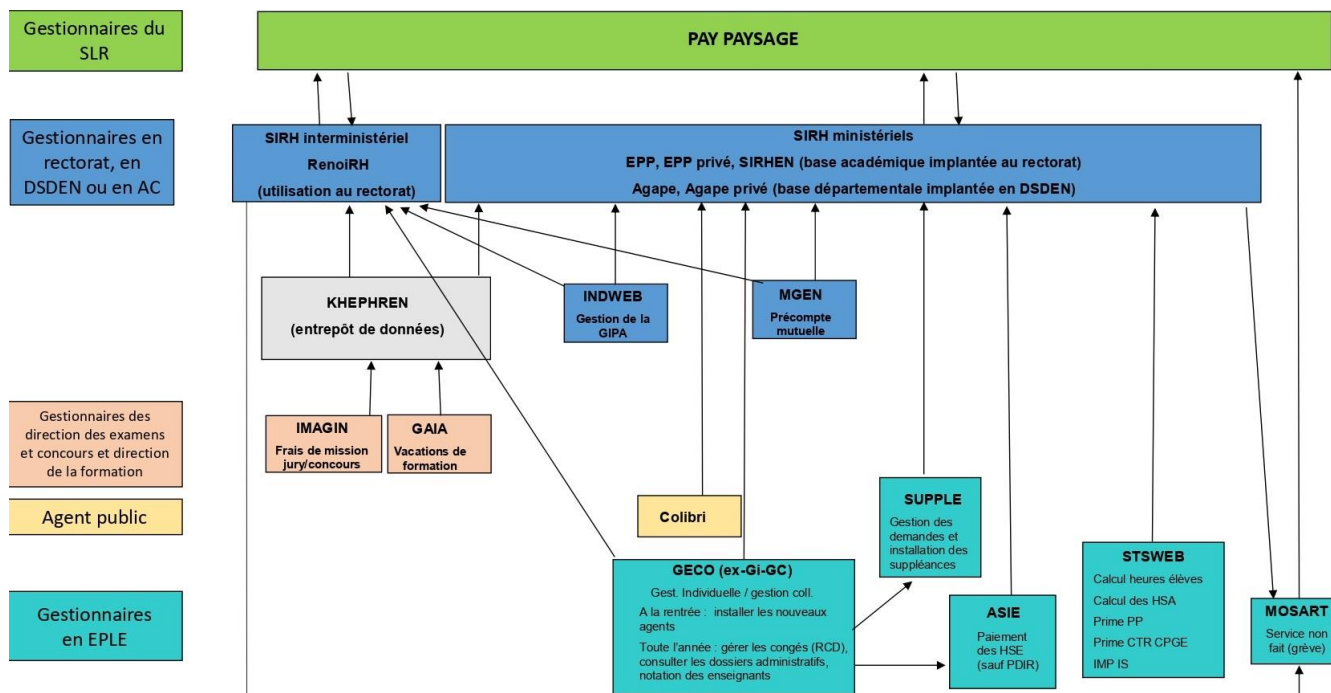 Gestionnaires du
SLR
PAY PAYSAGE
Gestionnaires en
rectorat, en
DSDEN ou en AC
SIRH interministériel
RenoiRH
(utilisation au rectorat)
SIRH ministériels
EPP, EPP privé, SIRHEN (base académique implantée au rectorat)
Agape, Agape privé (base départementale implantée en DSDEN)
KHEPHREN
(entrepôt de données)
INDWEB
Gestion de la
GIPA
MGEN
Précompte
mutuelle
Gestionnaires des
direction des examens
et concours et direction
de la formation
IMAGIN
Frais de mission
jury/concours
GAIA
Vacations de
formation
Agent public
Colibri
SUPPLE
Gestion des
demandes et
installation des
suppléances
Gestionnaires
en EPLE
GECO (ex-Gi-GC)
Gest. Individuelle / gestion coll.
A la rentrée : installer les nouveaux
agents
Toute l'année : gérer les congés (RCD),
consulter les dossiers administratifs,
notation des enseignants
ASIE
Paiement
des HSE
(sauf PDIR)
STSWEB
Calcul heures élèves
Calcul des HSA
Prime PP
Prime CTR CPGE
IMP IS
MOSART
Service non
fait (grève)